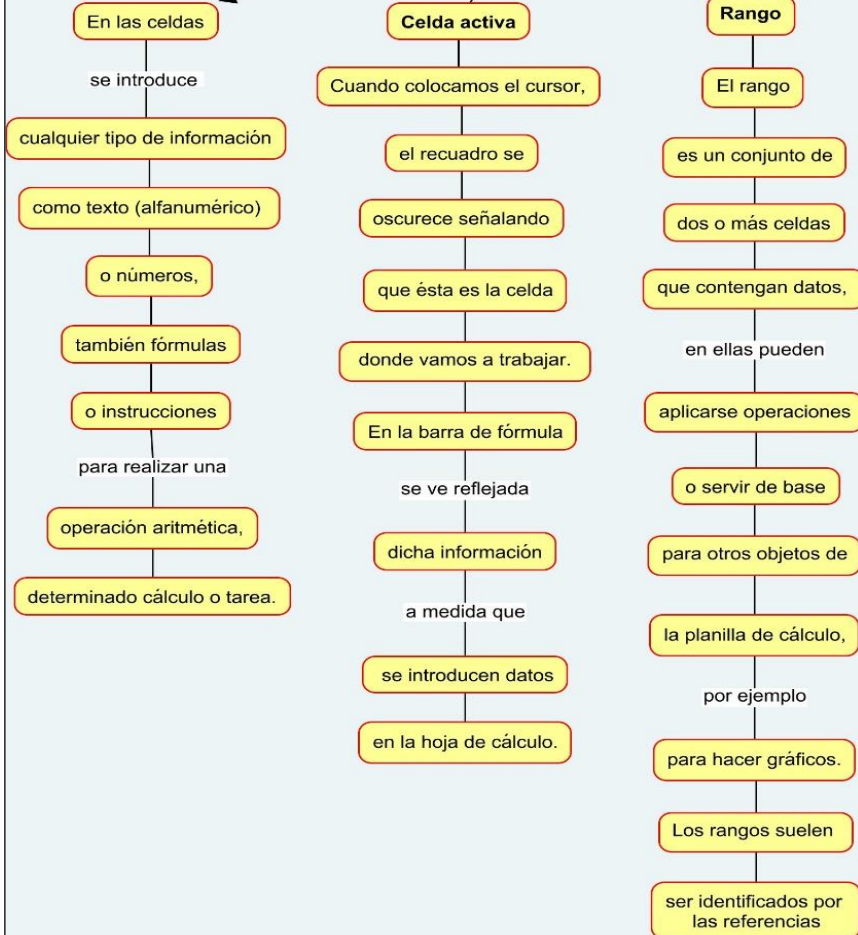 En las celdas
se introduce
cualquier tipo de información
como texto (alfanumérico)
o números,
también fórmulas
o instrucciones
para realizar una
operación aritmética,
determinado cálculo o tarea.
Celda activa
Cuando colocamos el cursor,
el recuadro se
oscurece señalando
que ésta es la celda
donde vamos a trabajar.
En la barra de fórmula
se ve reflejada
dicha información
a medida que
se introducen datos
en la hoja de cálculo.
Rango
El rango
es un conjunto de
dos o más celdas
que contengan datos,
en ellas pueden
aplicarse operaciones
o servir de base
para otros objetos de
la planilla de cálculo,
por ejemplo
para hacer gráficos.
Los rangos suelen
ser identificados por
las referencias